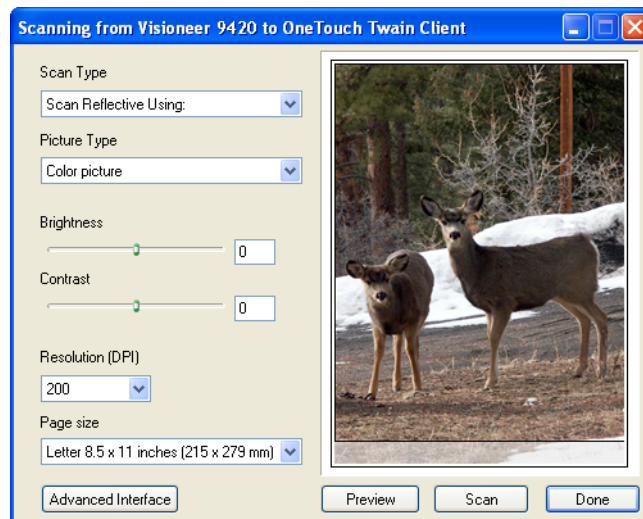 Scanning from Visioneer 9420 to OneTouch Twain Client
Scan Type
Scan Reflective Using:
Picture Type
Color picture
Brightness
0
Contrast
0
Resolution (DPI)
200
Page size
Letter 8.5 x 11 inches (215 x 279 mm)
Advanced Interface
Preview
Scan
Done